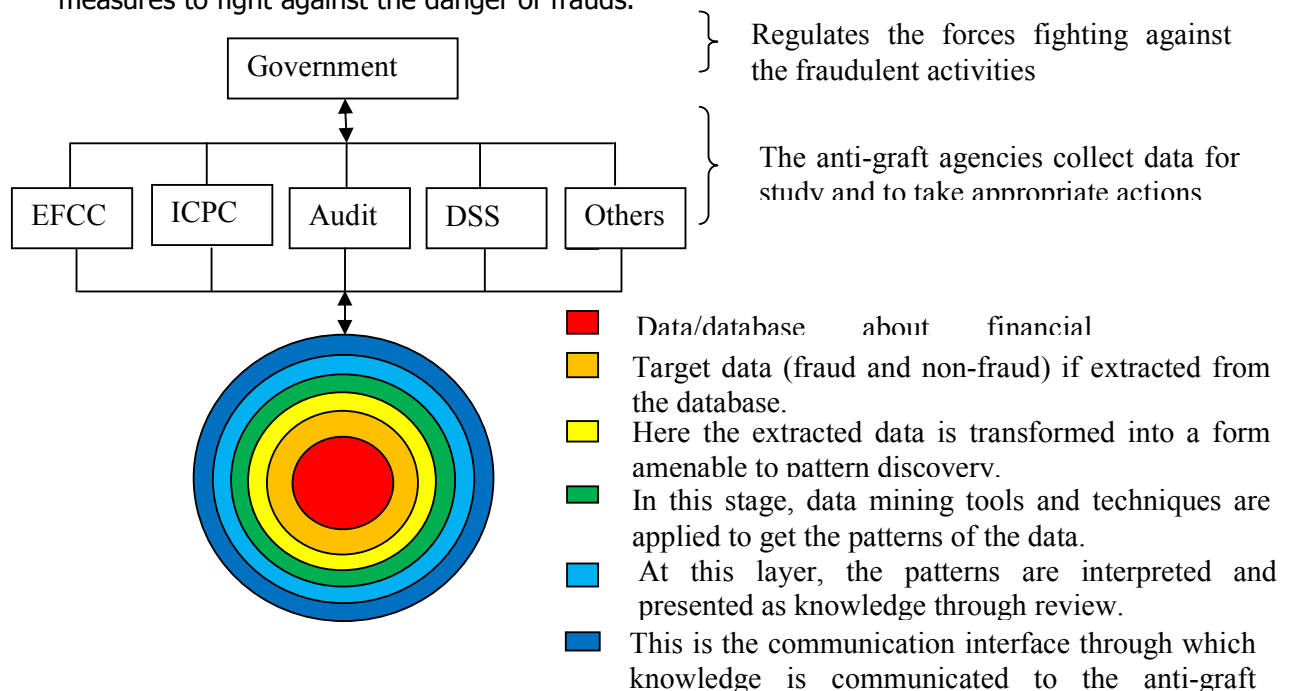 measures to fight against the danger of frauds.
Government
Regulates the forces fighting against
the fraudulent activities
The anti-graft agencies collect data for
study and to take appropriate actions
EFCC
ICPC
Audit
DSS
Others
Data/database about financial
Target data (fraud and non-fraud) if extracted from
the database.
Here the extracted data is transformed into a form
amenable to pattern discovery.
In this stage, data mining tools and techniques are
applied to get the patterns of the data.
At this layer, the patterns are interpreted and
presented as knowledge through review.
This is the communication interface through which
knowledge is communicated to the anti-graft